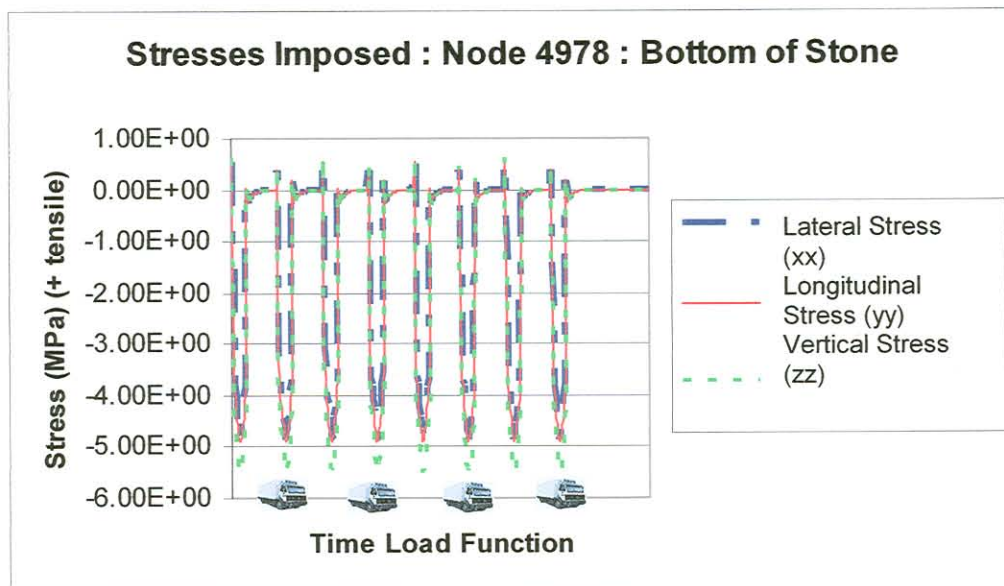 Stresses Imposed : Node 4978 : Bottom of Stone
Stress (MPa) (+ tensile)
1.00E+00
0.00E+00
-1.00E+00
-2.00E+00
-3.00E+00
-4.00E+00
-5.00E+00
-6.00E+00
Time Load Function
Lateral Stress
(xx)
Longitudinal
Stress (yy)
Vertical Stress
(zz)